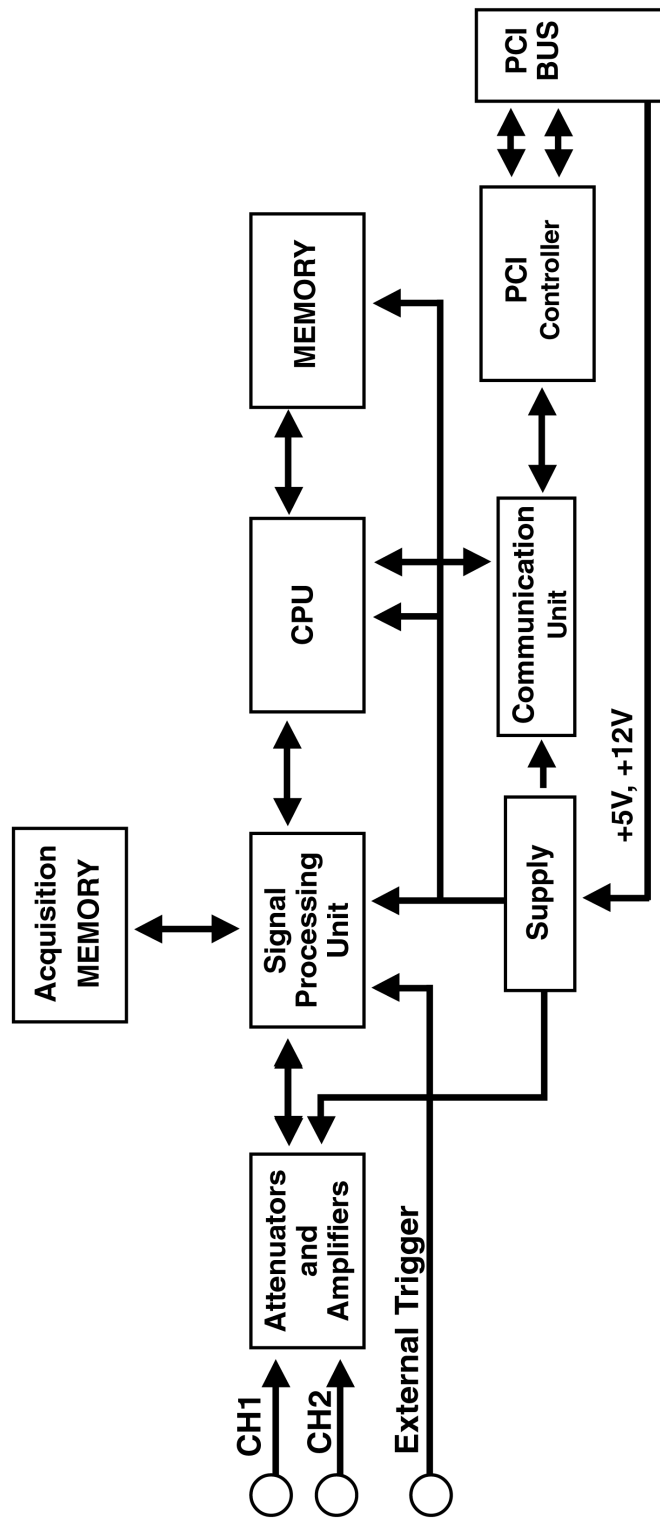 Acquisition
MEMORY
CH1
CH2
External Trigger
Attenuators
and
Amplifiers
Signal
Processing
Unit
CPU
MEMORY
Supply
Communication
Unit
PCI
Controller
PCI
BUS
+5V, +12V